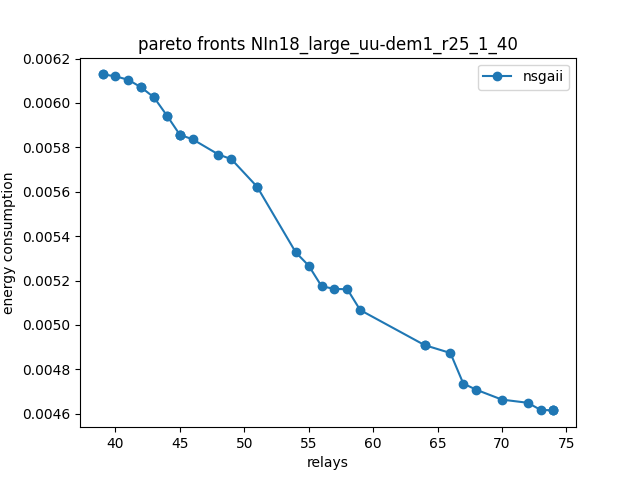 pareto fronts NIn18_large_uu-dem1_r25_1_40
nsgaii
energy consumption
0.0062
0.0060
0.0058
0.0056
0.0054
0.0052
0.0050
0.0048
0.0046
40 45 50 55 60 65 70 75
relays